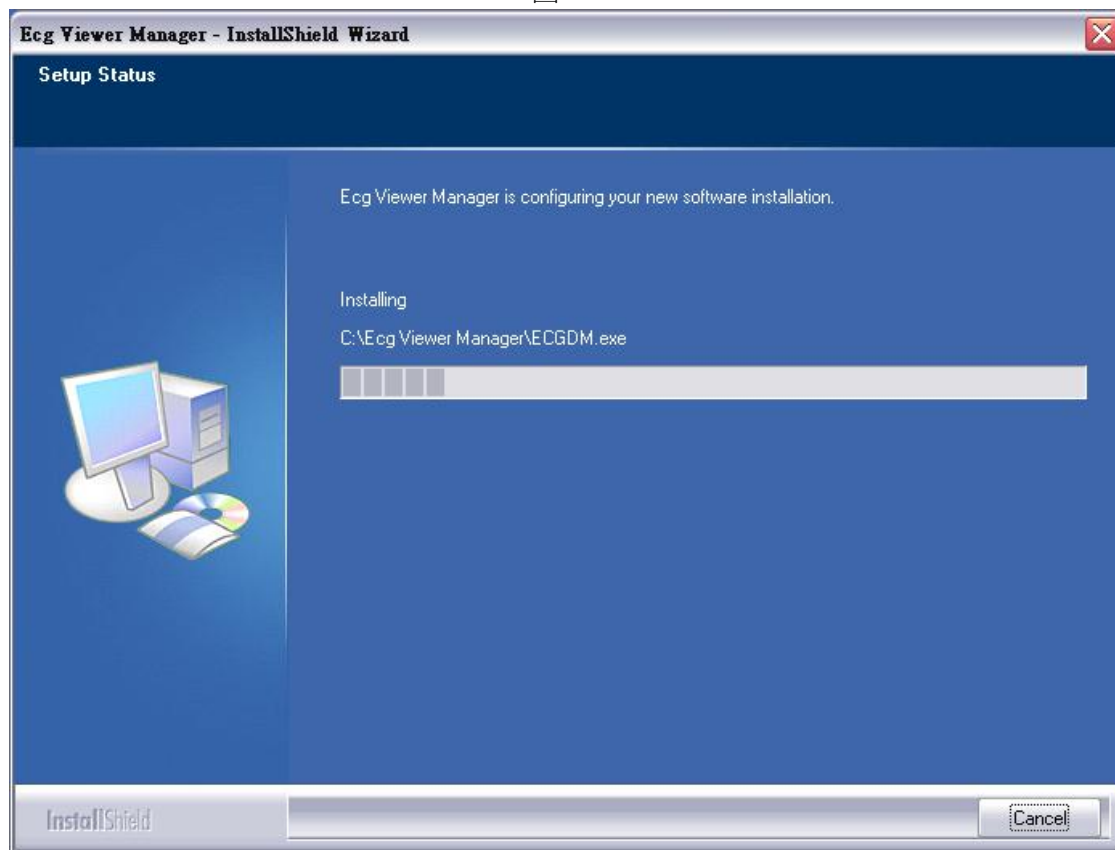 Ecg Viewer Manager - InstallShield Wizard
Setup Status
Ecg Viewer Manager is configuring your new software installation.
Installing
C:\Ecg Viewer Manager\ECGDM.exe
InstallShield
Cancel